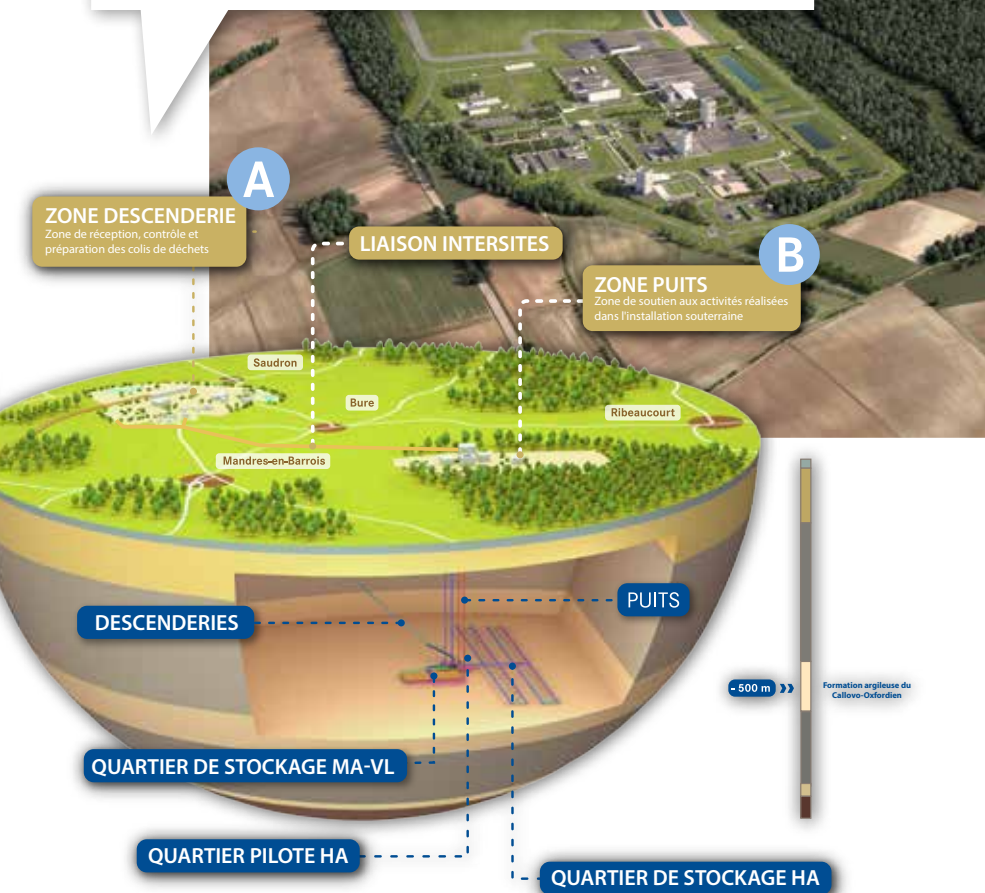 A
ZONE DESCENDERIE
Zone de réception, contrôle et
préparation des colis de déchets
LIAISON INTERSITES
B
ZONE PUITS
Zone de soutien aux activités réalisées
dans l'installation souterraine
Saudron
Bure
Ribeaucourt
Mandres-en-Barrois
PUITS
DESCENDERIES
- 500 m
Formation argileuse du
Callovo-Oxfordien
QUARTIER DE STOCKAGE MA-VL
QUARTIER PILOTE HA
QUARTIER DE STOCKAGE HA